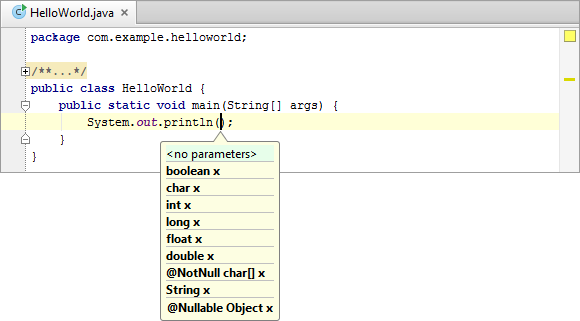 HelloWorld.java
package com.example.helloworld;
/**...*/
public class HelloWorld {
public static void main(String[] args) {
System.out.println();
}
}
<no parameters>
boolean x
char x
int x
long x
float x
double x
@NotNull char[] x
String x
@Nullable Object x